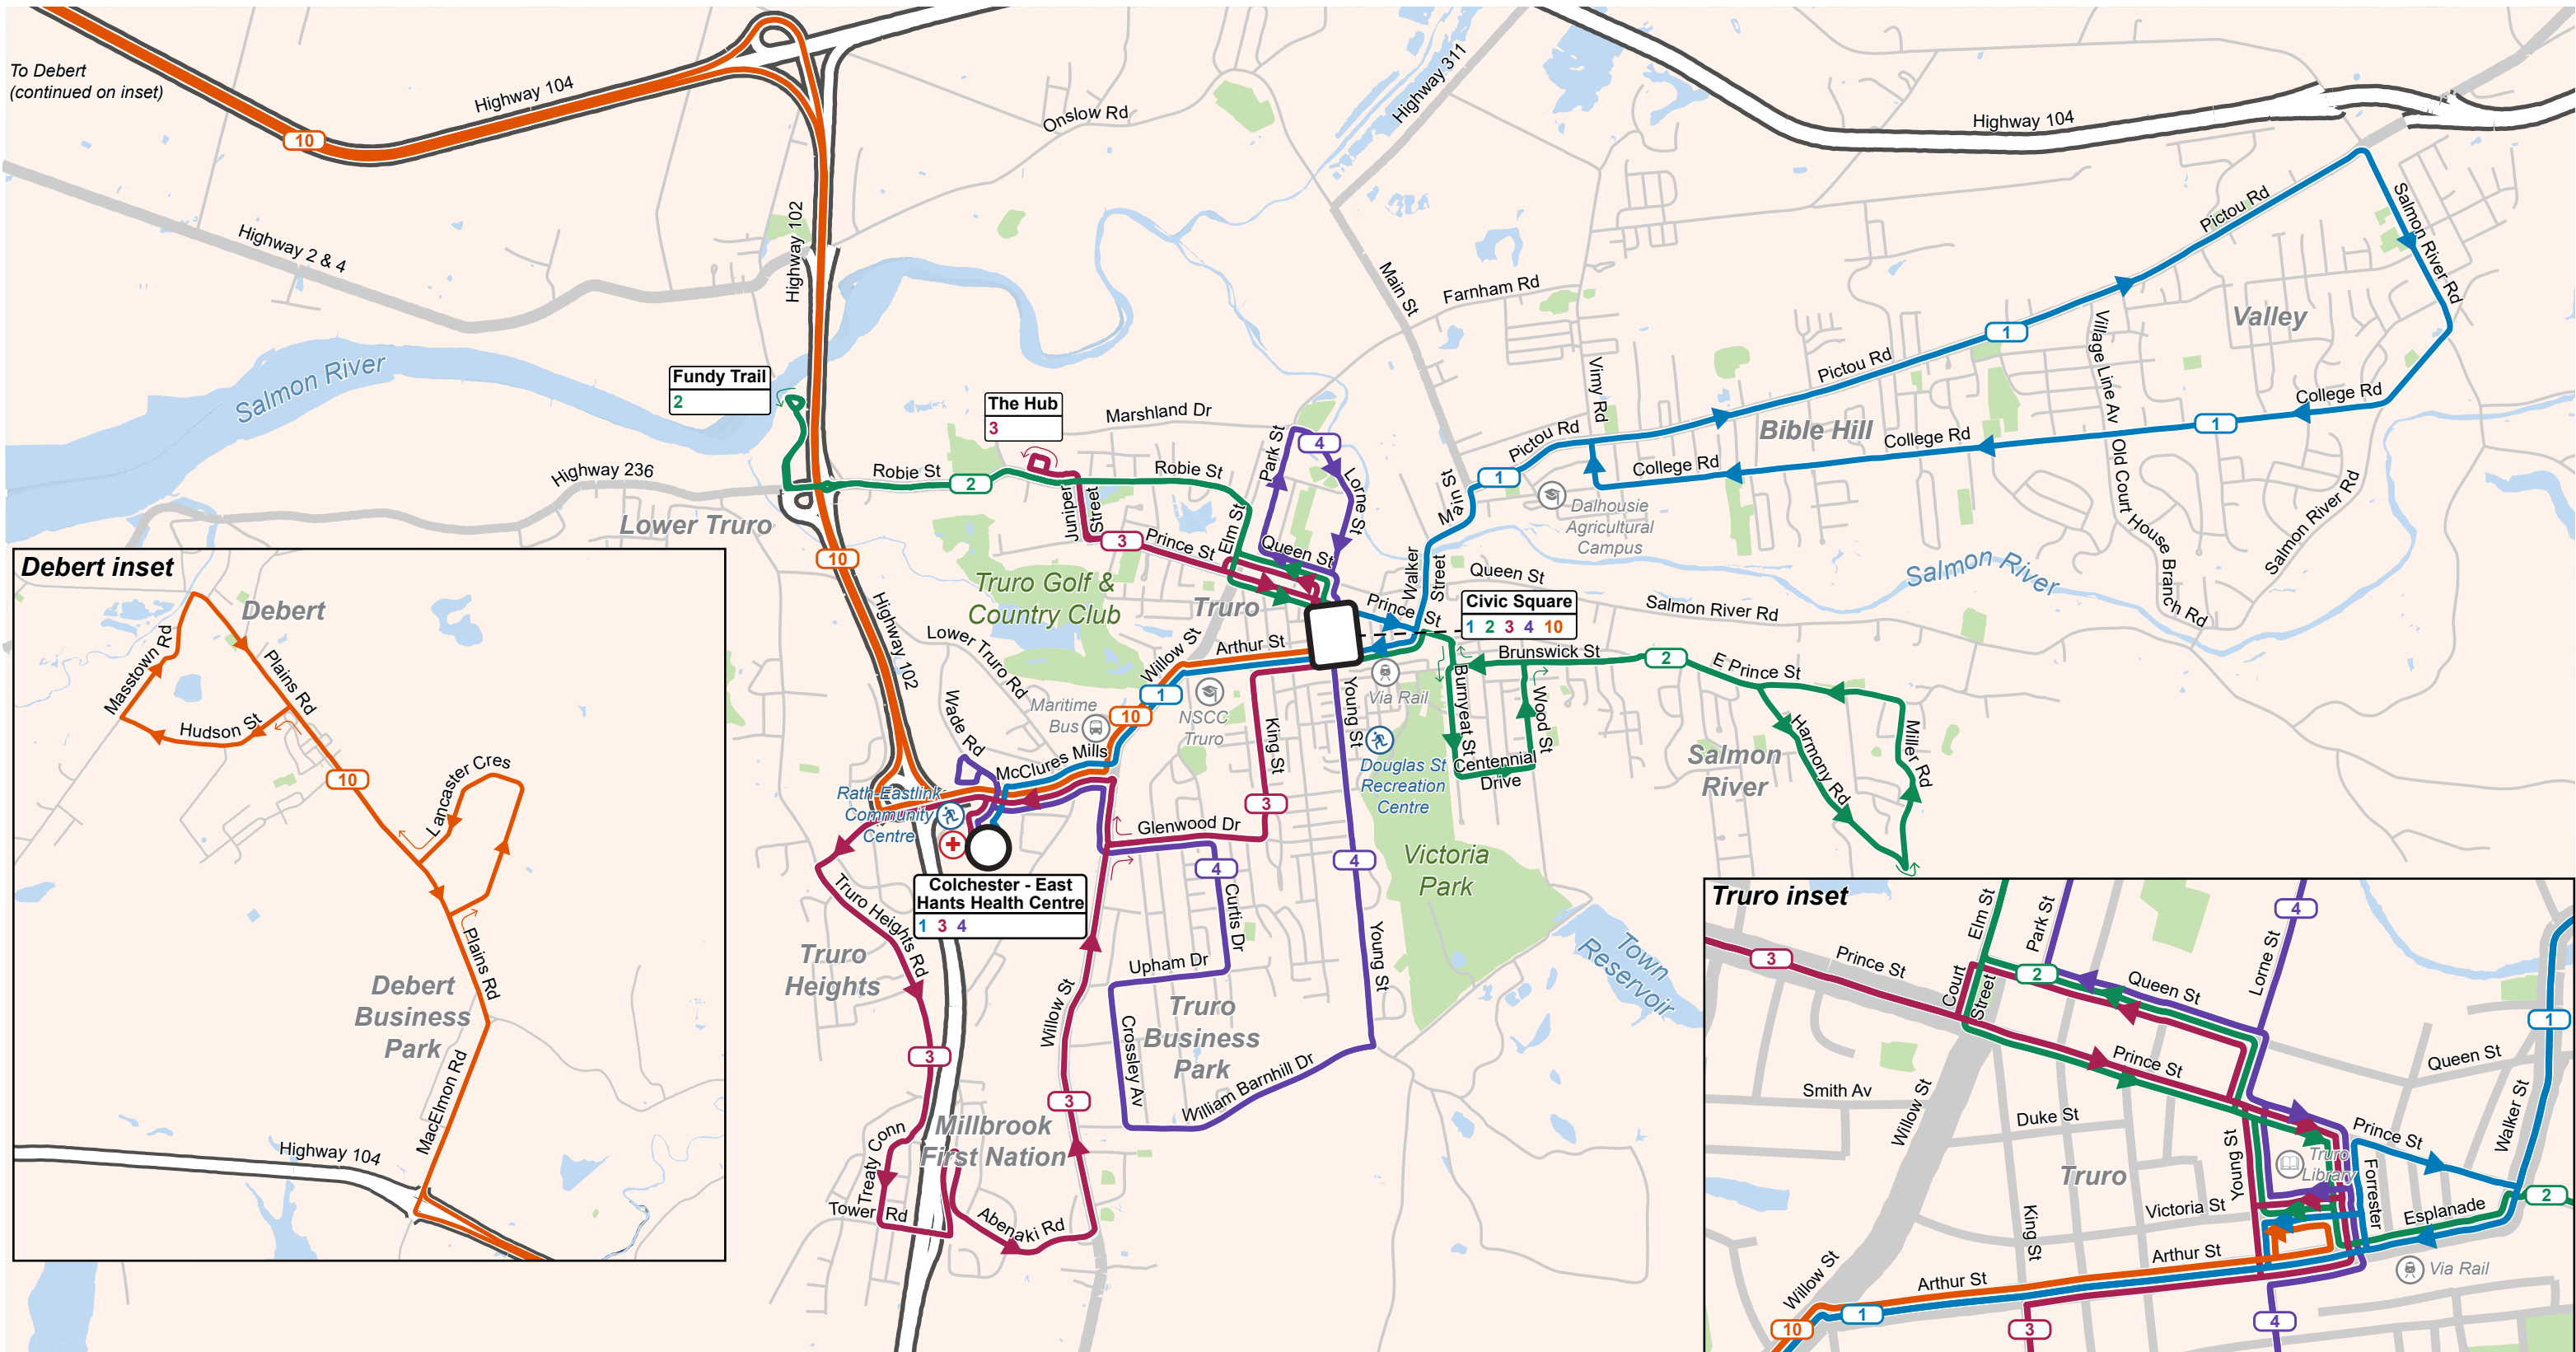 To Debert
(continued on inset)
10
Highway 104
Highway 2 & 4
Highway 102
Onslow Rd
Highway 311
Highway 104
Salmon River
Highway 236
Fundy Trail
2
The Hub
3
Marshland Dr
Robie St
2
Robie St
Lower Truro
10
Highway 102
Juniper
Street
3
Prince St
Elm St
Park St
4
Lorne St
Queen St
Truro Golf &
Country Club
Truro
Main St
Farnham Rd
Vimy Rd
Main St
1
Pictou Rd
Pictou Rd
1
Pictou Rd
Salmon River Rd
Valley
Village Line Av
College Rd
1
College Rd
College Rd
Bible Hill
Dalhousie
Agricultural
Campus
Old Court House Branch Rd
Salmon River Rd
Salmon River
Walker
Street
Queen St
Salmon River Rd
Prince St
Civic Square
1 2 3 4 10
Brunswick St
2
E Prince St
Burnyeat St
Wood St
Centennial
Drive
Harmony Rd
Miller Rd
Salmon
River
Via Rail
Douglas St
Recreation
Centre
Victoria
Park
Town
Reservoir
Arthur St
Willow St
1
10
Lower Truro Rd
Maritime
Bus
NSCC
Truro
Wade Rd
McClures Mills
Rath-Eastlink
Community
Centre
Colchester - East
Hants Health Centre
1 3 4
King St
3
Glenwood Dr
4
Curtis Dr
Upham Dr
Crossley Av
William Barnhill Dr
Truro
Business
Park
Young St
4
Young St
Truro Heights Rd
Truro
Heights
3
Willow St
3
Millbrook
First Nation
Treaty Conn
Tower Rd
Abenaki Rd
Debert inset
Debert
Masstown Rd
Plains Rd
Hudson St
10
Lancaster Cres
Plains Rd
Debert
Business
Park
MacElmon Rd
Highway 104
Truro inset
3
Prince St
Elm St
Park St
2
4
Lorne St
Queen St
Court
Street
Prince St
1
Queen St
Walker St
Smith Av
Willow St
Duke St
Prince St
Truro
Library
Young St
Forrester
Truro
Victoria St
King St
Esplanade
2
Arthur St
Arthur St
Via Rail
Willow St
10
1
3
4